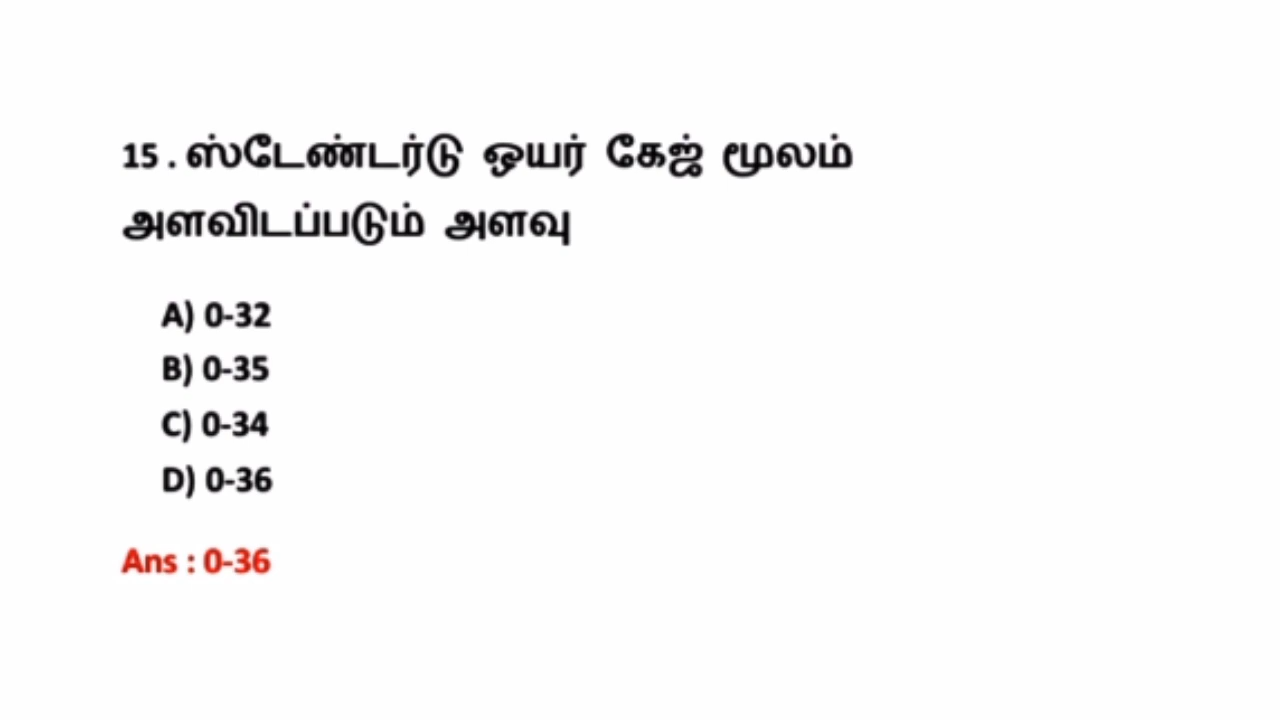 15 . ஸ்டேண்டர்டு ஒயர் கேஜ் மூலம்
அளவிடப்படும் அளவு
A) 0-32
B) 0-35
C) 0-34
D) 0-36
Ans : 0-36